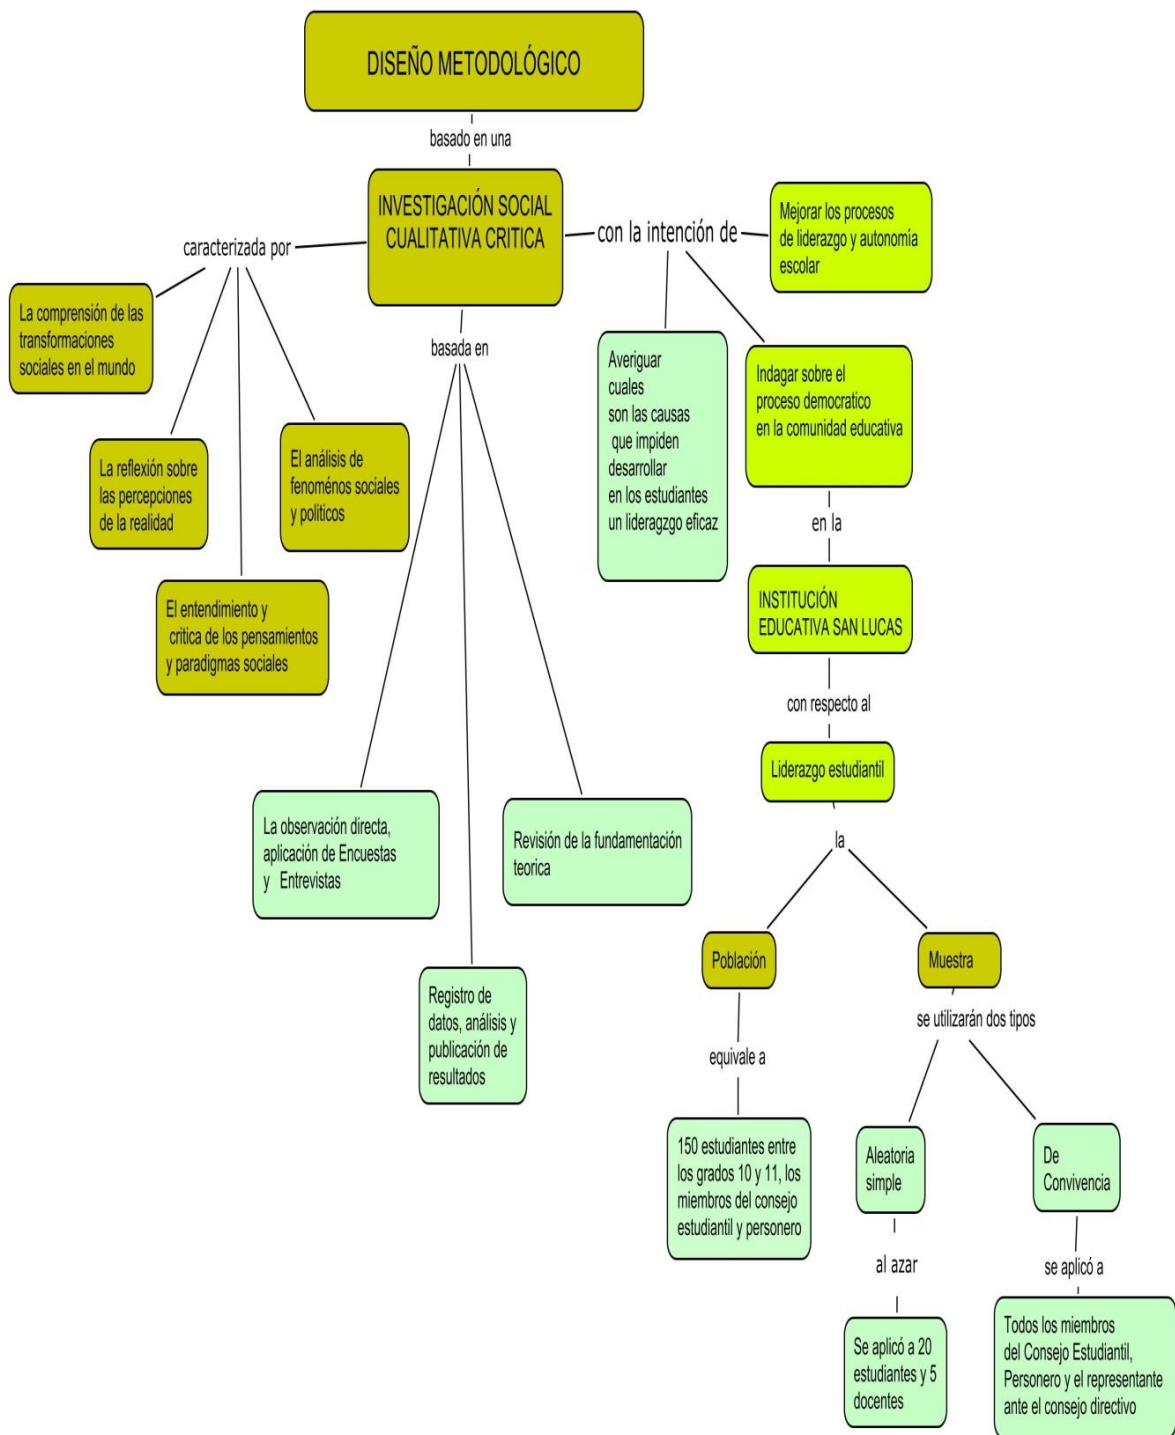 DISEÑO METODOLÓGICO
basado en una
INVESTIGACIÓN SOCIAL
CUALITATIVA CRITICA
caracterizada por
con la intención de
Mejorar los procesos
de liderazgo y autonomía
escolar
La comprensión de las
transformaciones
sociales en el mundo
La reflexión sobre
las percepciones
de la realidad
El análisis de
fenoménos sociales
y politicos
El entendimiento y
critica de los pensamientos
y paradigmas sociales
basada en
Averiguar
cuales
son las causas
que impiden
desarrollar
en los estudiantes
un lideragzgo eficaz
Indagar sobre el
proceso democratico
en la comunidad educativa
en la
INSTITUCIÓN
EDUCATIVA SAN LUCAS
con respecto al
Liderazgo estudiantil
La observación directa,
aplicación de Encuestas
y Entrevistas
Revisión de la fundamentación
teorica
Registro de
datos, análisis y
publicación de
resultados
la
Población
Muestra
equivale a
se utilizarán dos tipos
150 estudiantes entre
los grados 10 y 11, los
miembros del consejo
estudiantil y personero
Aleatoria
simple
De
Convivencia
al azar
se aplicó a
Se aplicó a 20
estudiantes y 5
docentes
Todos los miembros
del Consejo Estudiantil,
Personero y el representante
ante el consejo directivo